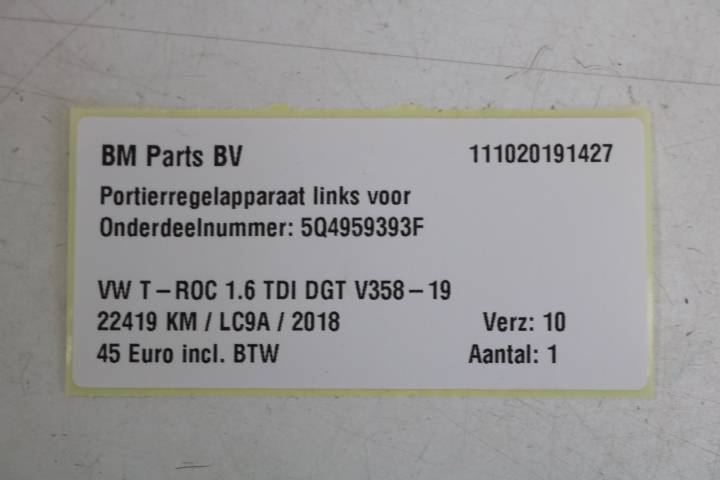 BM Parts BV 111020191427
Portierregelapparaat links voor
Onderdeelnummer: 5Q4959393F
VW T-ROC 1.6 TDI DGT V358-19
22419 KM / LC9A / 2018 Verz: 10
45 Euro incl. BTW Aantal: 1